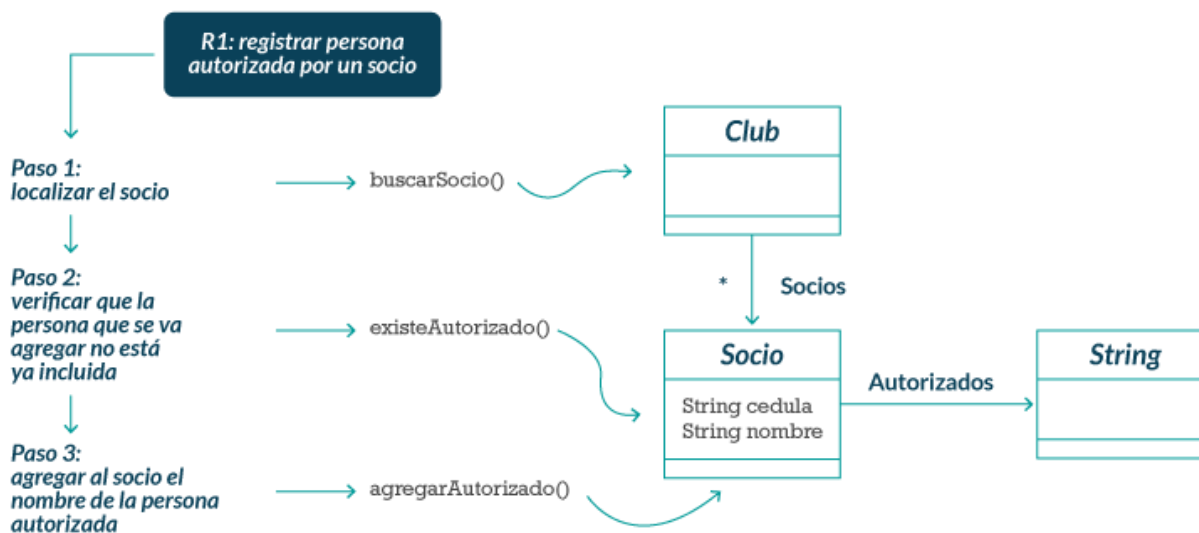 R1: registrar persona
autorizada por un socio
Paso 1:
localizar el socio
buscarSocio()
Club
Paso 2:
verificar que la
persona que se va
agregar no está
ya incluida
existeAutorizado()
* Socios
Socio
String cedula
String nombre
Autorizados
String
Paso 3:
agregar al socio el
nombre de la persona
autorizada
agregarAutorizado()